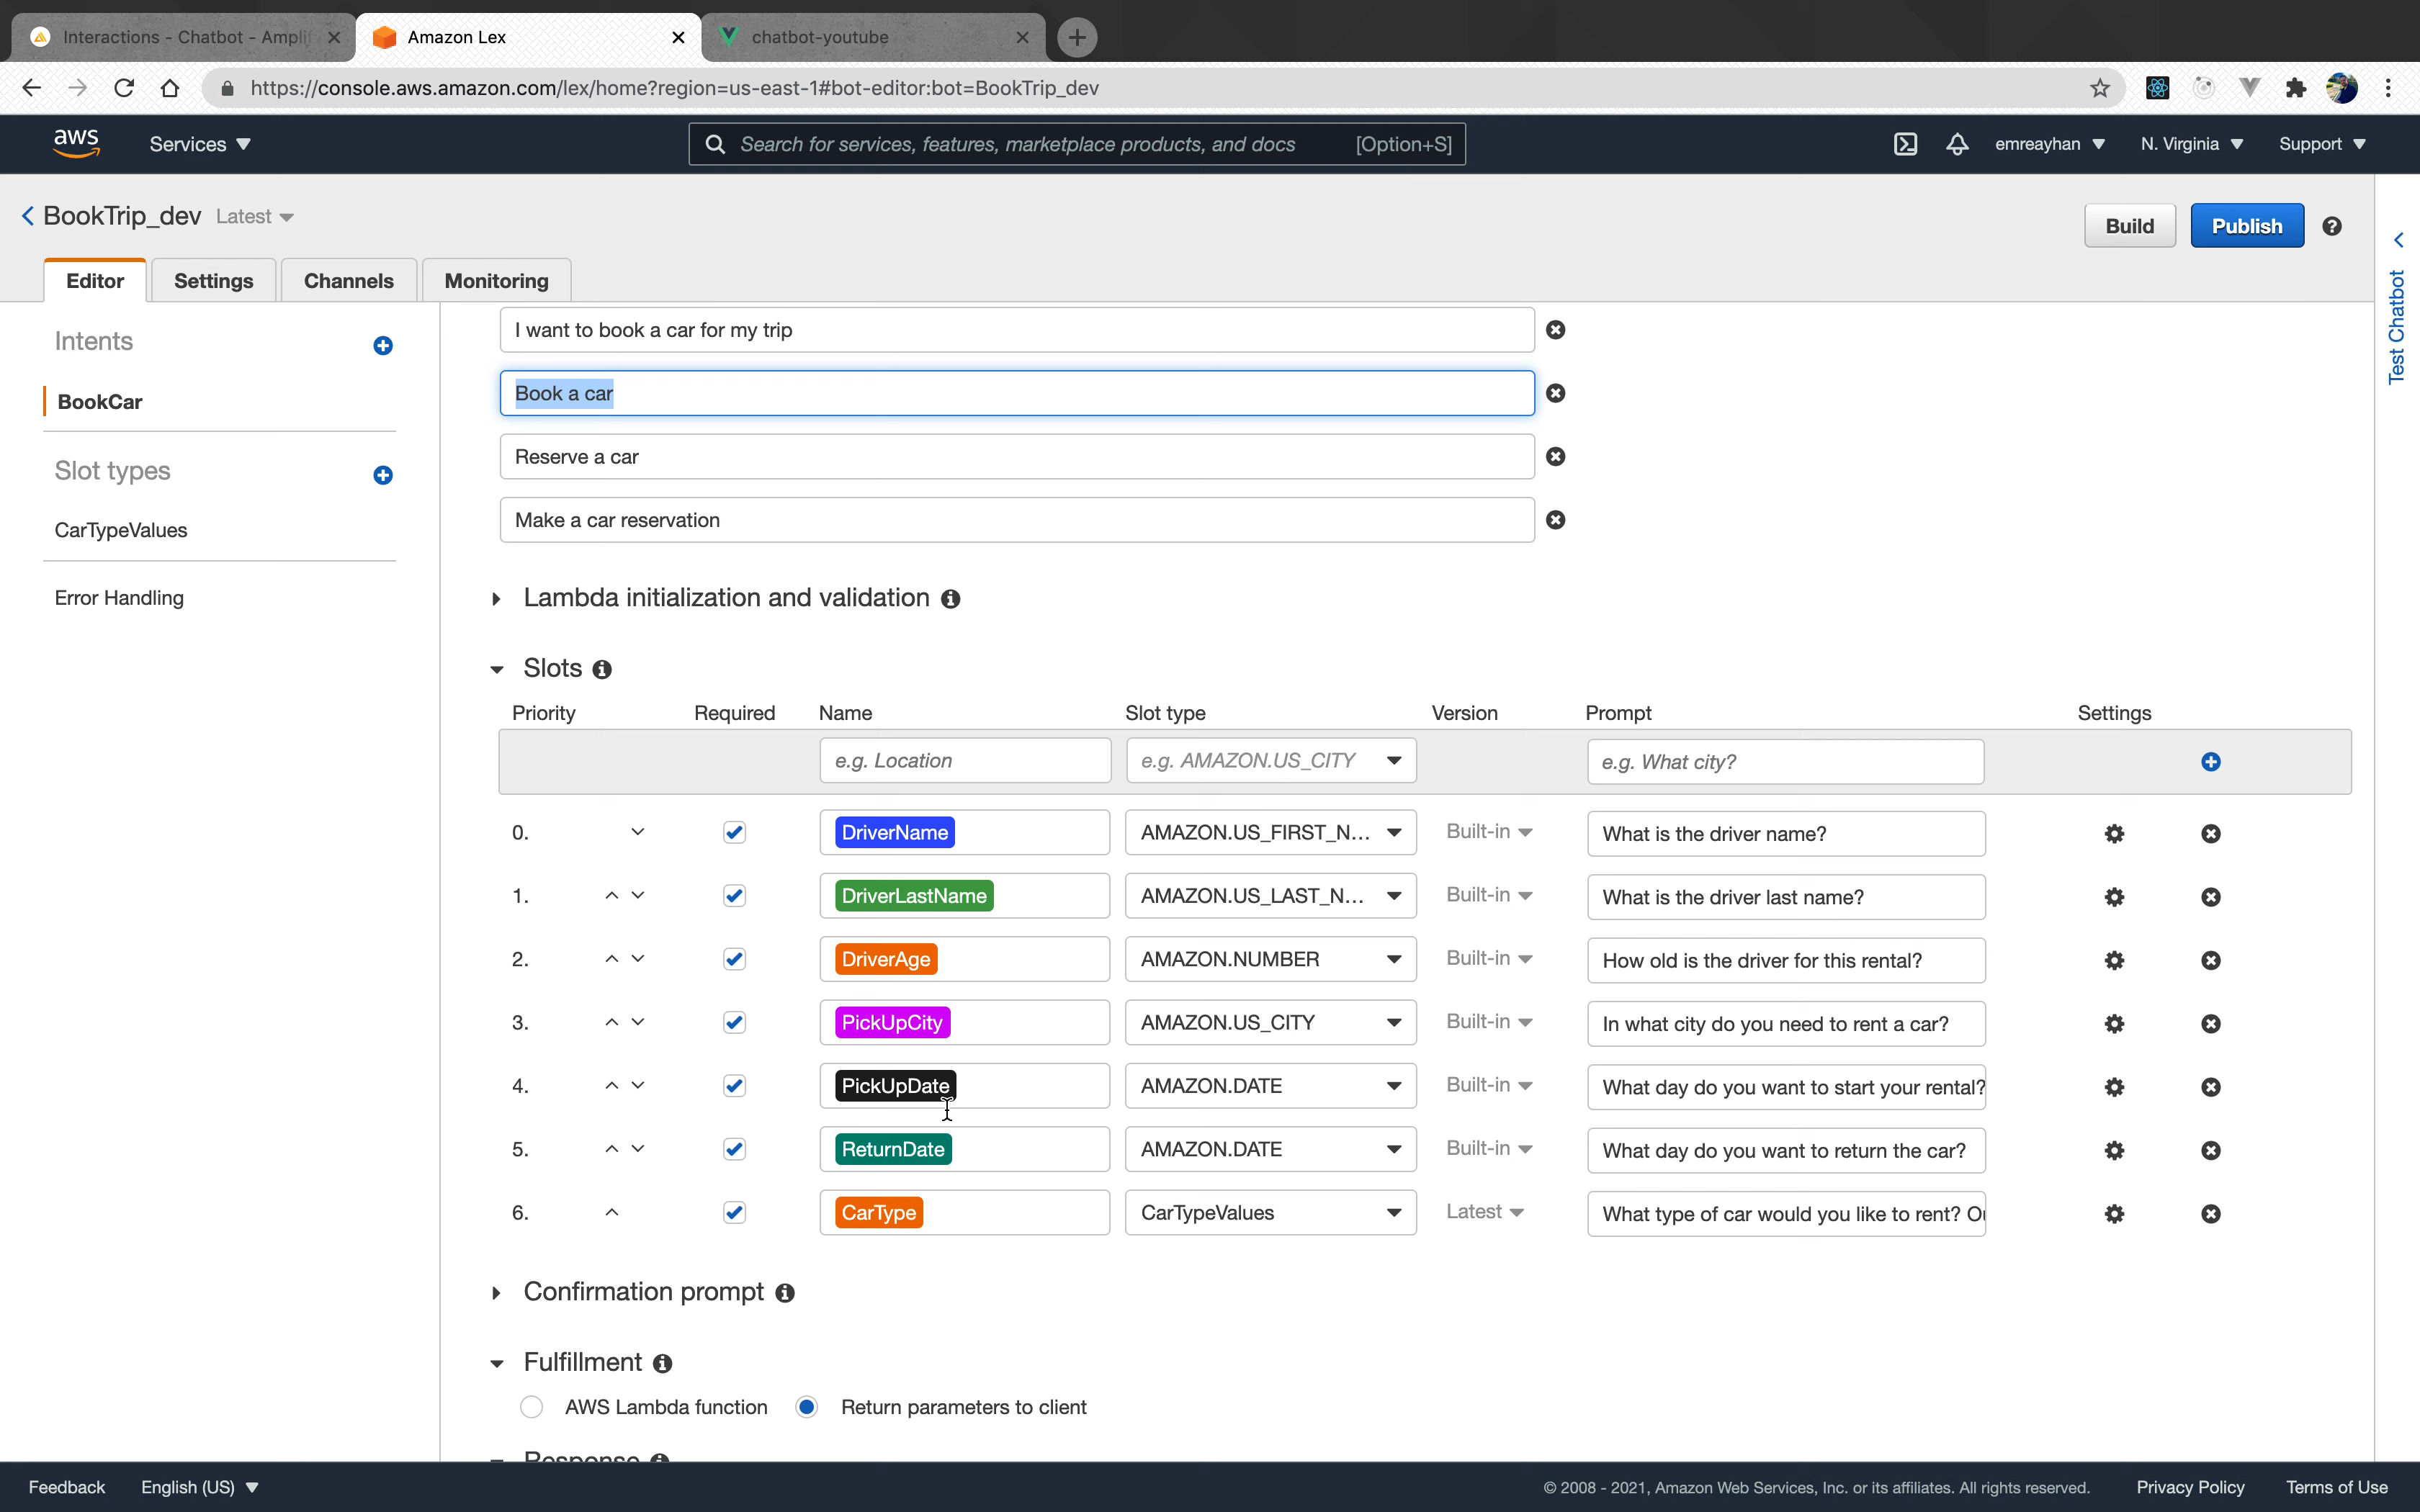 Interactions - Chatbot - Ampli
Amazon Lex
chatbot-youtube
https://console.aws.amazon.com/lex/home?region=us-east-1#bot-editor:bot=BookTrip_dev
aws
Services
Search for services, features, marketplace products, and docs [Option+S]
emreayhan
N. Virginia
Support
BookTrip_dev Latest
Build
Publish
Test Chatbot
Editor
Settings
Channels
Monitoring
Intents
BookCar
Slot types
CarTypeValues
Error Handling
I want to book a car for my trip
Book a car
Reserve a car
Make a car reservation
Lambda initialization and validation
Slots
Priority Required Name Slot type Version Prompt Settings
e.g. Location e.g. AMAZON.US_CITY e.g. What city?
0. DriverName AMAZON.US_FIRST_N... Built-in What is the driver name?
1. DriverLastName AMAZON.US_LAST_N... Built-in What is the driver last name?
2. DriverAge AMAZON.NUMBER Built-in How old is the driver for this rental?
3. PickUpCity AMAZON.US_CITY Built-in In what city do you need to rent a car?
4. PickUpDate AMAZON.DATE Built-in What day do you want to start your rental?
5. ReturnDate AMAZON.DATE Built-in What day do you want to return the car?
6. CarType CarTypeValues Latest What type of car would you like to rent?
Confirmation prompt
Fulfillment
AWS Lambda function Return parameters to client
Response
Feedback English (US) © 2008 - 2021, Amazon Web Services, Inc. or its affiliates. All rights reserved. Privacy Policy Terms of Use